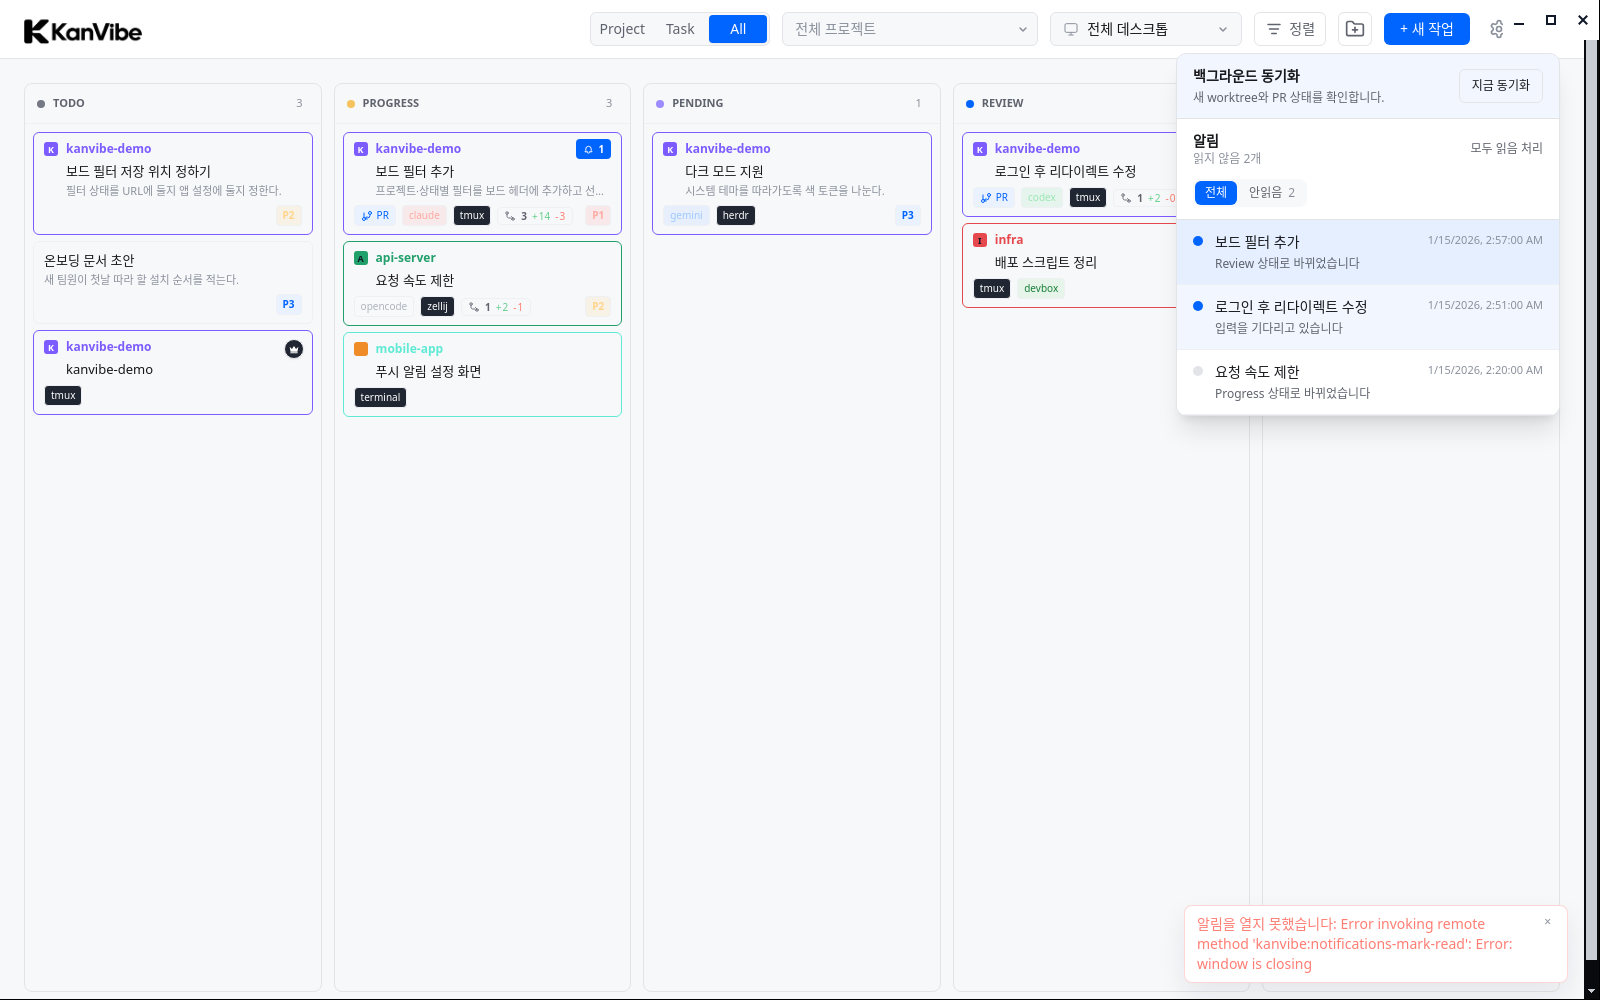 KanVibe
Project Task All
전체 프로젝트
전체 데스크톱
정렬
+ 새 작업
TODO 3
K kanvibe-demo
보드 필터 저장 위치 정하기
필터 상태를 URL에 둘지 앱 설정에 둘지 정한다.
P2
온보딩 문서 초안
새 팀원이 첫날 따라 할 설치 순서를 적는다.
P3
K kanvibe-demo
kanvibe-demo
tmux
PROGRESS 3
K kanvibe-demo 1
보드 필터 추가
프로젝트·상태별 필터를 보드 헤더에 추가하고 선...
PR claude tmux 3 +14 -3 P1
A api-server
요청 속도 제한
opencode zellij 1 +2 -1 P2
mobile-app
푸시 알림 설정 화면
terminal
PENDING 1
K kanvibe-demo
다크 모드 지원
시스템 테마를 따라가도록 색 토큰을 나눈다.
gemini herdr P3
REVIEW
K kanvibe-demo
로그인 후 리다이렉트 수정
PR codex tmux 1 +2 -0
I infra
배포 스크립트 정리
tmux devbox
백그라운드 동기화
새 worktree와 PR 상태를 확인합니다.
지금 동기화
알림
읽지 않음 2개
모두 읽음 처리
전체 안읽음 2
보드 필터 추가 1/15/2026, 2:57:00 AM
Review 상태로 바뀌었습니다
로그인 후 리다이렉트 수정 1/15/2026, 2:51:00 AM
입력을 기다리고 있습니다
요청 속도 제한 1/15/2026, 2:20:00 AM
Progress 상태로 바뀌었습니다
알림을 열지 못했습니다: Error invoking remote
method 'kanvibe:notifications-mark-read': Error:
window is closing